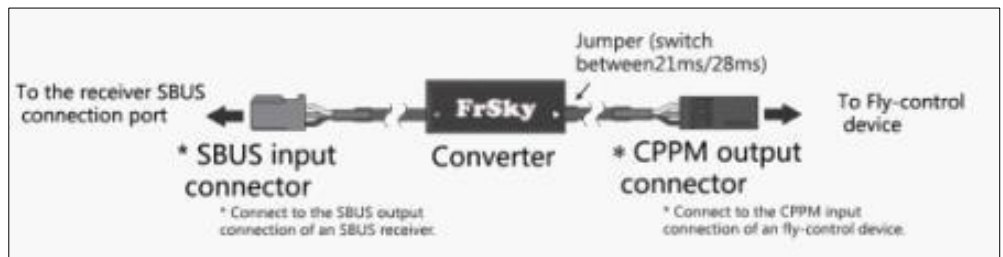 Jumper (switch
between21ms/28ms)
To the receiver SBUS
connection port
FrSky
To Fly-control
device
* SBUS input
connector
Converter
* CPPM output
connector
* Connect to the SBUS output
connection of an SBUS receiver.
* Connect to the CPPM input
connection of an fly-control device.